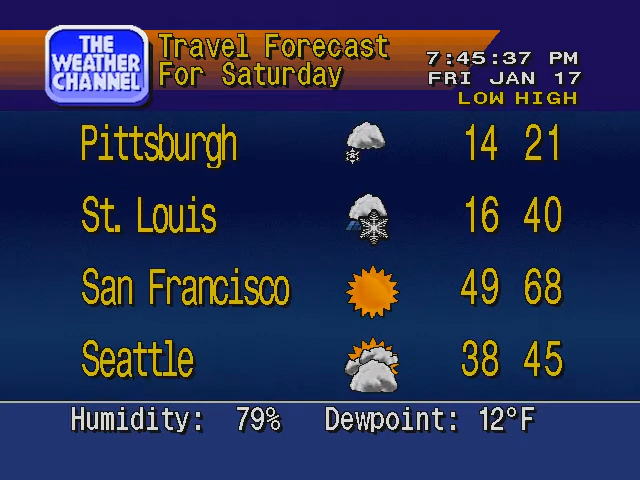 THE
WEATHER
CHANNEL
Travel Forecast
For Saturday
7:45:37 PM
FRI JAN 17
LOW HIGH
Pittsburgh 14 21
St. Louis 16 40
San Francisco 49 68
Seattle 38 45
Humidity: 79% Dewpoint: 12°F